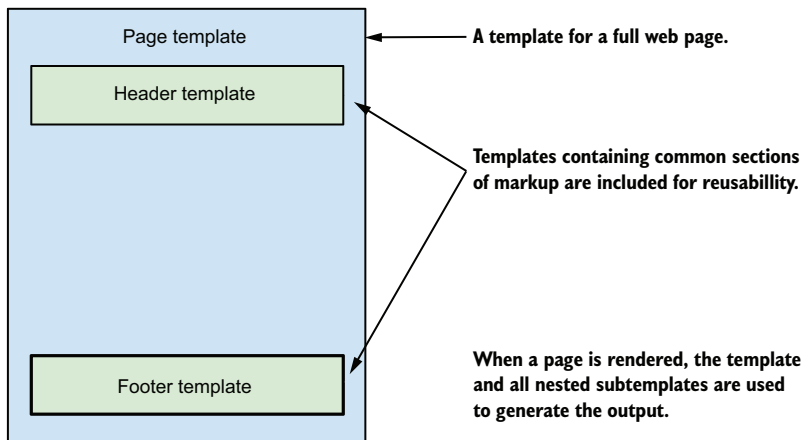 Page template
A template for a full web page.
Header template
Templates containing common sections
of markup are included for reusabillity.
Footer template
When a page is rendered, the template
and all nested subtemplates are used
to generate the output.